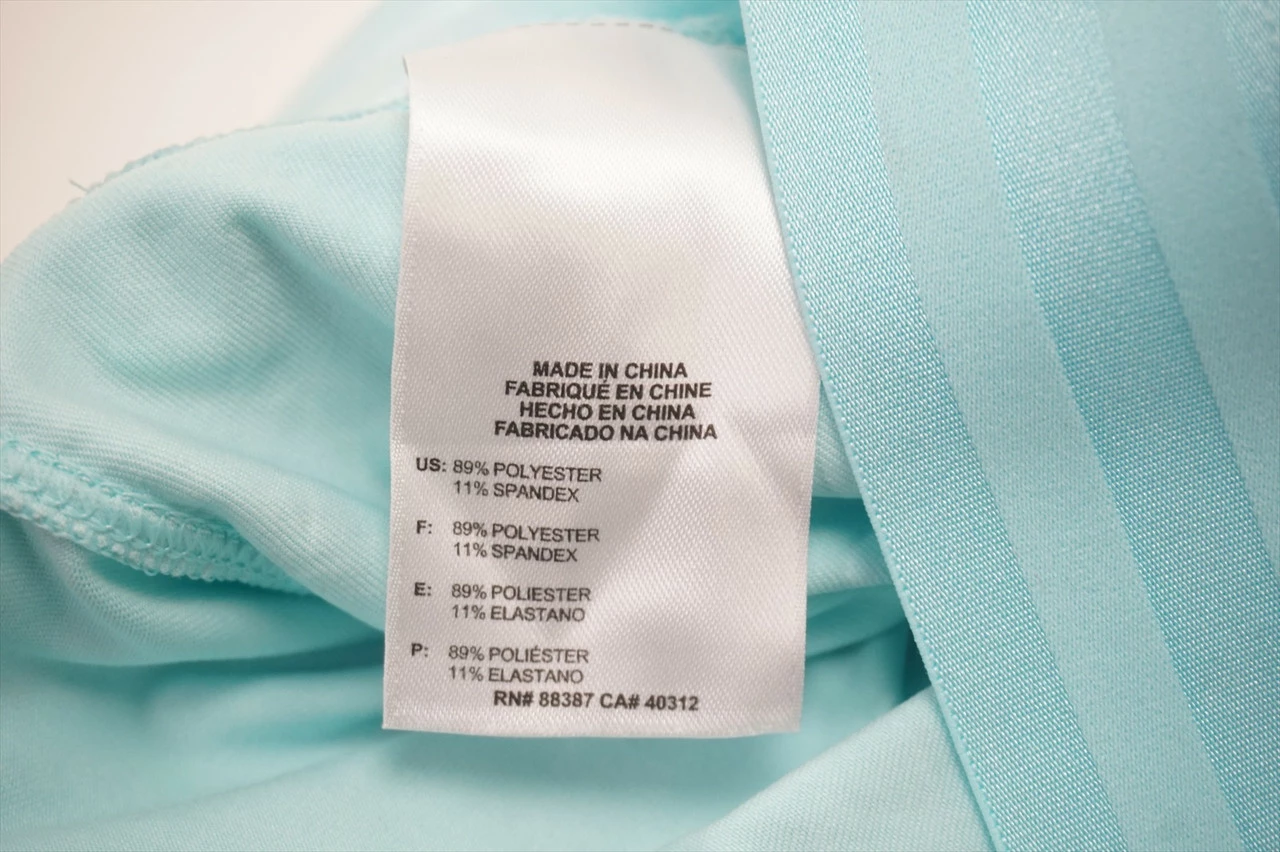 MADE IN CHINA
FABRIQUÉ EN CHINE
HECHO EN CHINA
FABRICADO NA CHINA
US: 89% POLYESTER
11% SPANDEX
F: 89% POLYESTER
11% SPANDEX
E: 89% POLIESTER
11% ELASTANO
P: 89% POLIÉSTER
11% ELASTANO
RN# 88387 CA# 40312